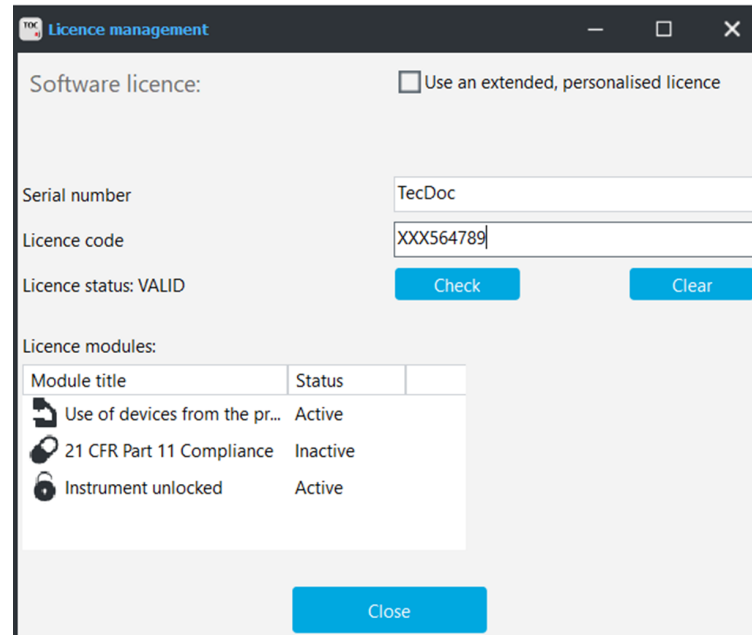 TOC
Licence management
Software licence:
Use an extended, personalised licence
Serial number
TecDoc
Licence code
XXX564789
Licence status: VALID
Check
Clear
Licence modules:
Module title Status
Use of devices from the pr... Active
21 CFR Part 11 Compliance Inactive
Instrument unlocked Active
Close